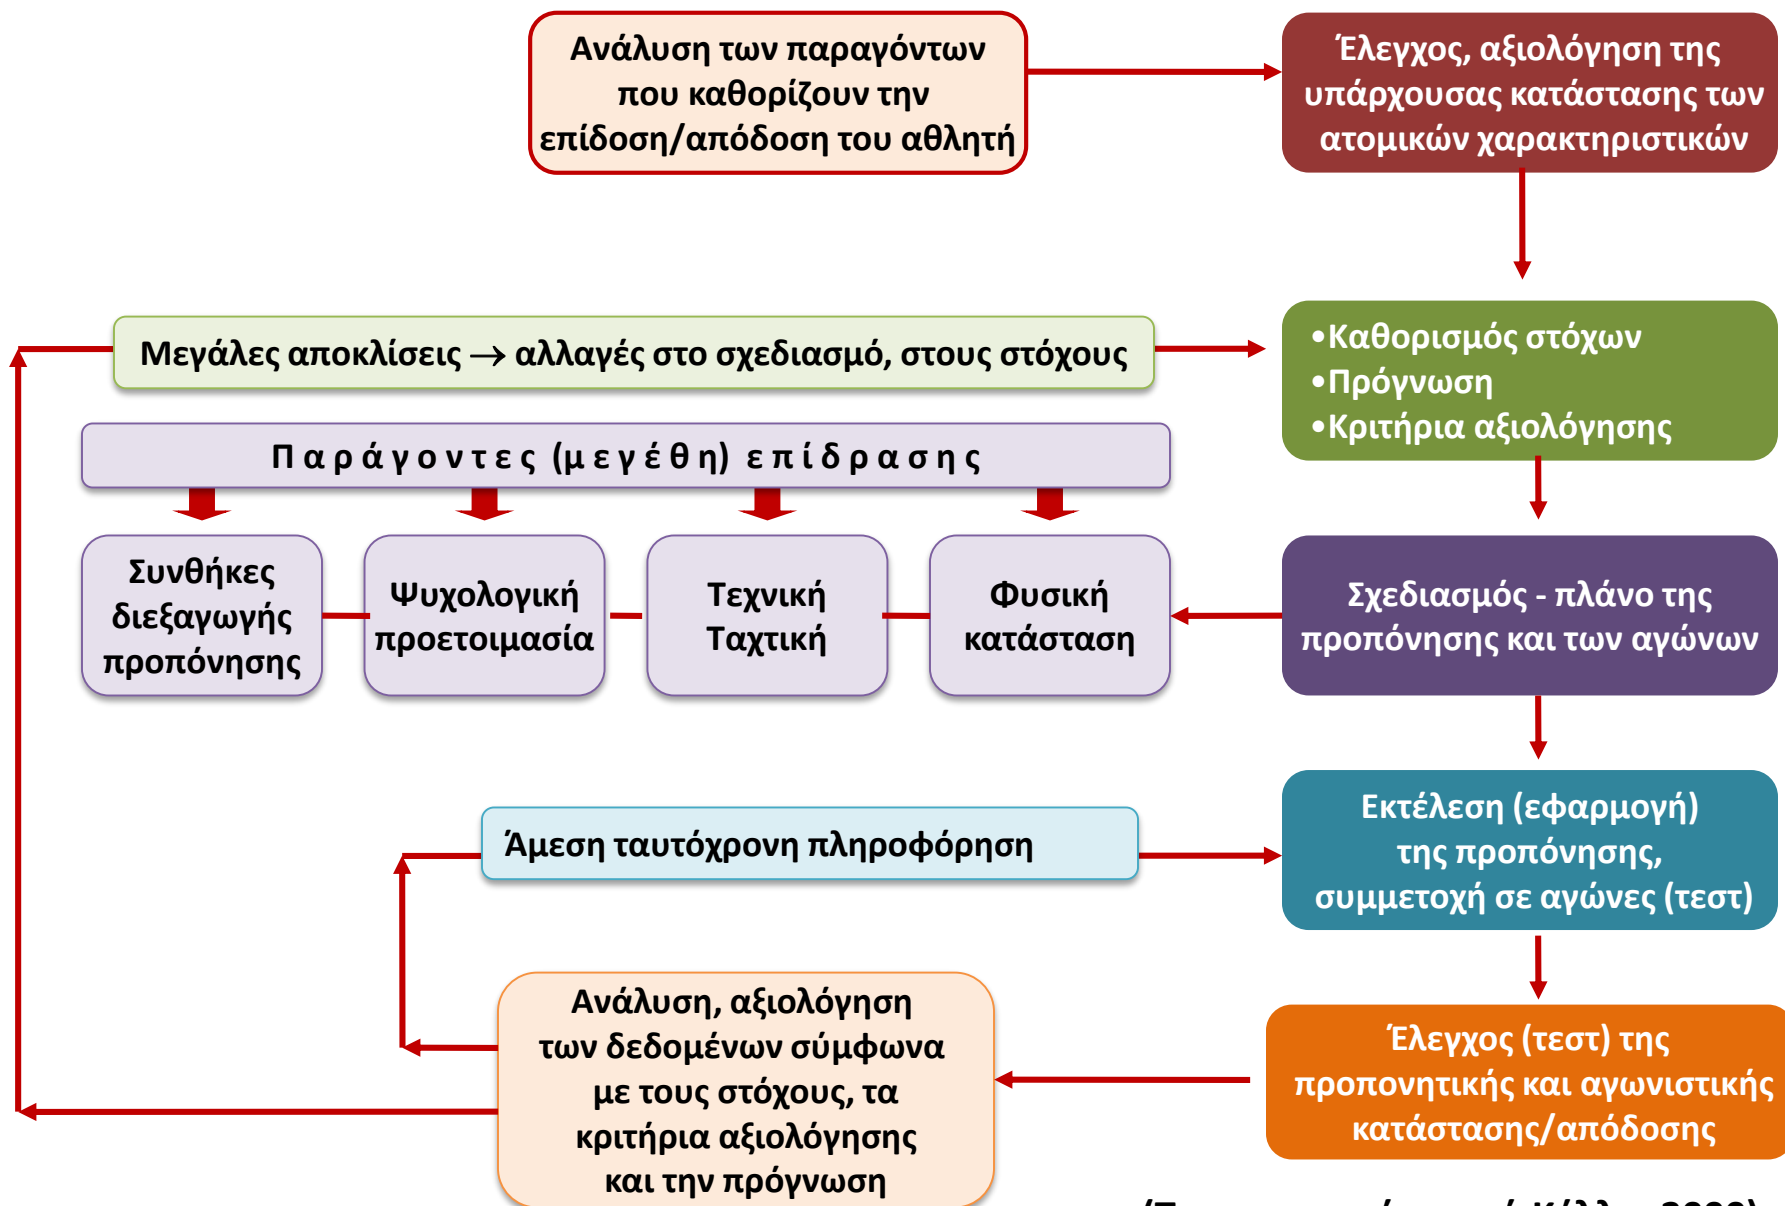 Ανάλυση των παραγόντων
που καθορίζουν την
επίδοση/απόδοση του αθλητή
Έλεγχος, αξιολόγηση της
υπάρχουσας κατάστασης των
ατομικών χαρακτηριστικών
Μεγάλες αποκλίσεις → αλλαγές στο σχεδιασμό, στους στόχους
•Καθορισμός στόχων
•Πρόγνωση
•Κριτήρια αξιολόγησης
Π α ρ ά γ ο ν τ ε ς (μ ε γ έ θ η) ε π ί δ ρ α σ η ς
Συνθήκες
διεξαγωγής
προπόνησης
Ψυχολογική
προετοιμασία
Τεχνική
Ταχτική
Φυσική
κατάσταση
Σχεδιασμός - πλάνο της
προπόνησης και των αγώνων
Άμεση ταυτόχρονη πληροφόρηση
Εκτέλεση (εφαρμογή)
της προπόνησης,
συμμετοχή σε αγώνες (τεστ)
Ανάλυση, αξιολόγηση
των δεδομένων σύμφωνα
με τους στόχους, τα
κριτήρια αξιολόγησης
και την πρόγνωση
Έλεγχος (τεστ) της
προπονητικής και αγωνιστικής
κατάστασης/απόδοσης